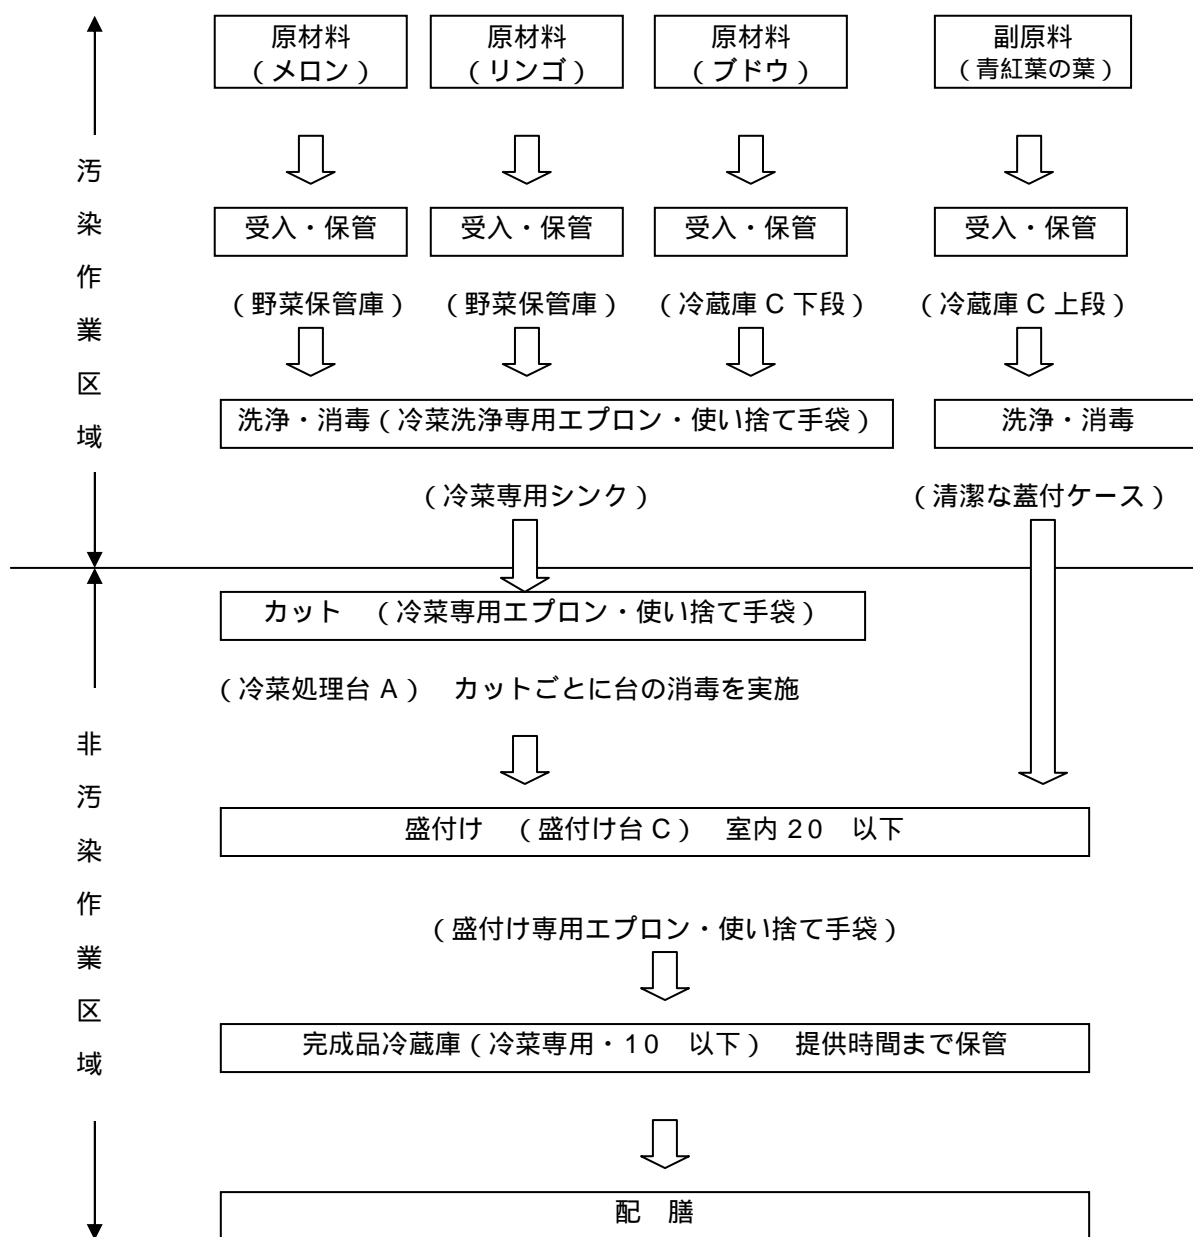 原材料
（メロン）
原材料
（リンゴ）
原材料
（ブドウ）
副原料
（青紅葉の葉）
汚染作業区域
受入・保管
受入・保管
受入・保管
受入・保管
（野菜保管庫）
（野菜保管庫）
（冷蔵庫 C 下段）
（冷蔵庫 C 上段）
洗浄・消毒（冷菜洗浄専用エプロン・使い捨て手袋）
洗浄・消毒
（冷菜専用シンク）
（清潔な蓋付ケース）
非汚染作業区域
カット　（冷菜専用エプロン・使い捨て手袋）
（冷菜処理台 A ）　カットごとに台の消毒を実施
盛付け　（盛付け台 C ）　室内 20　以下
（盛付け専用エプロン・使い捨て手袋）
完成品冷蔵庫（冷菜専用・10　以下）　提供時間まで保管
配　膳